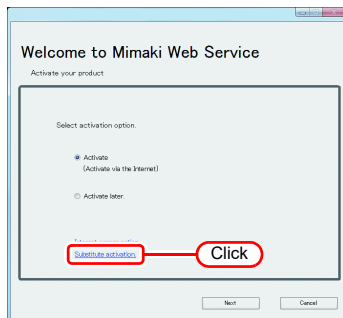 Welcome to Mimaki Web Service
Activate your product
Select activation option.
Activate
(Activate via the Internet)
Activate later.
Substitute activation.
Click
Next
Cancel